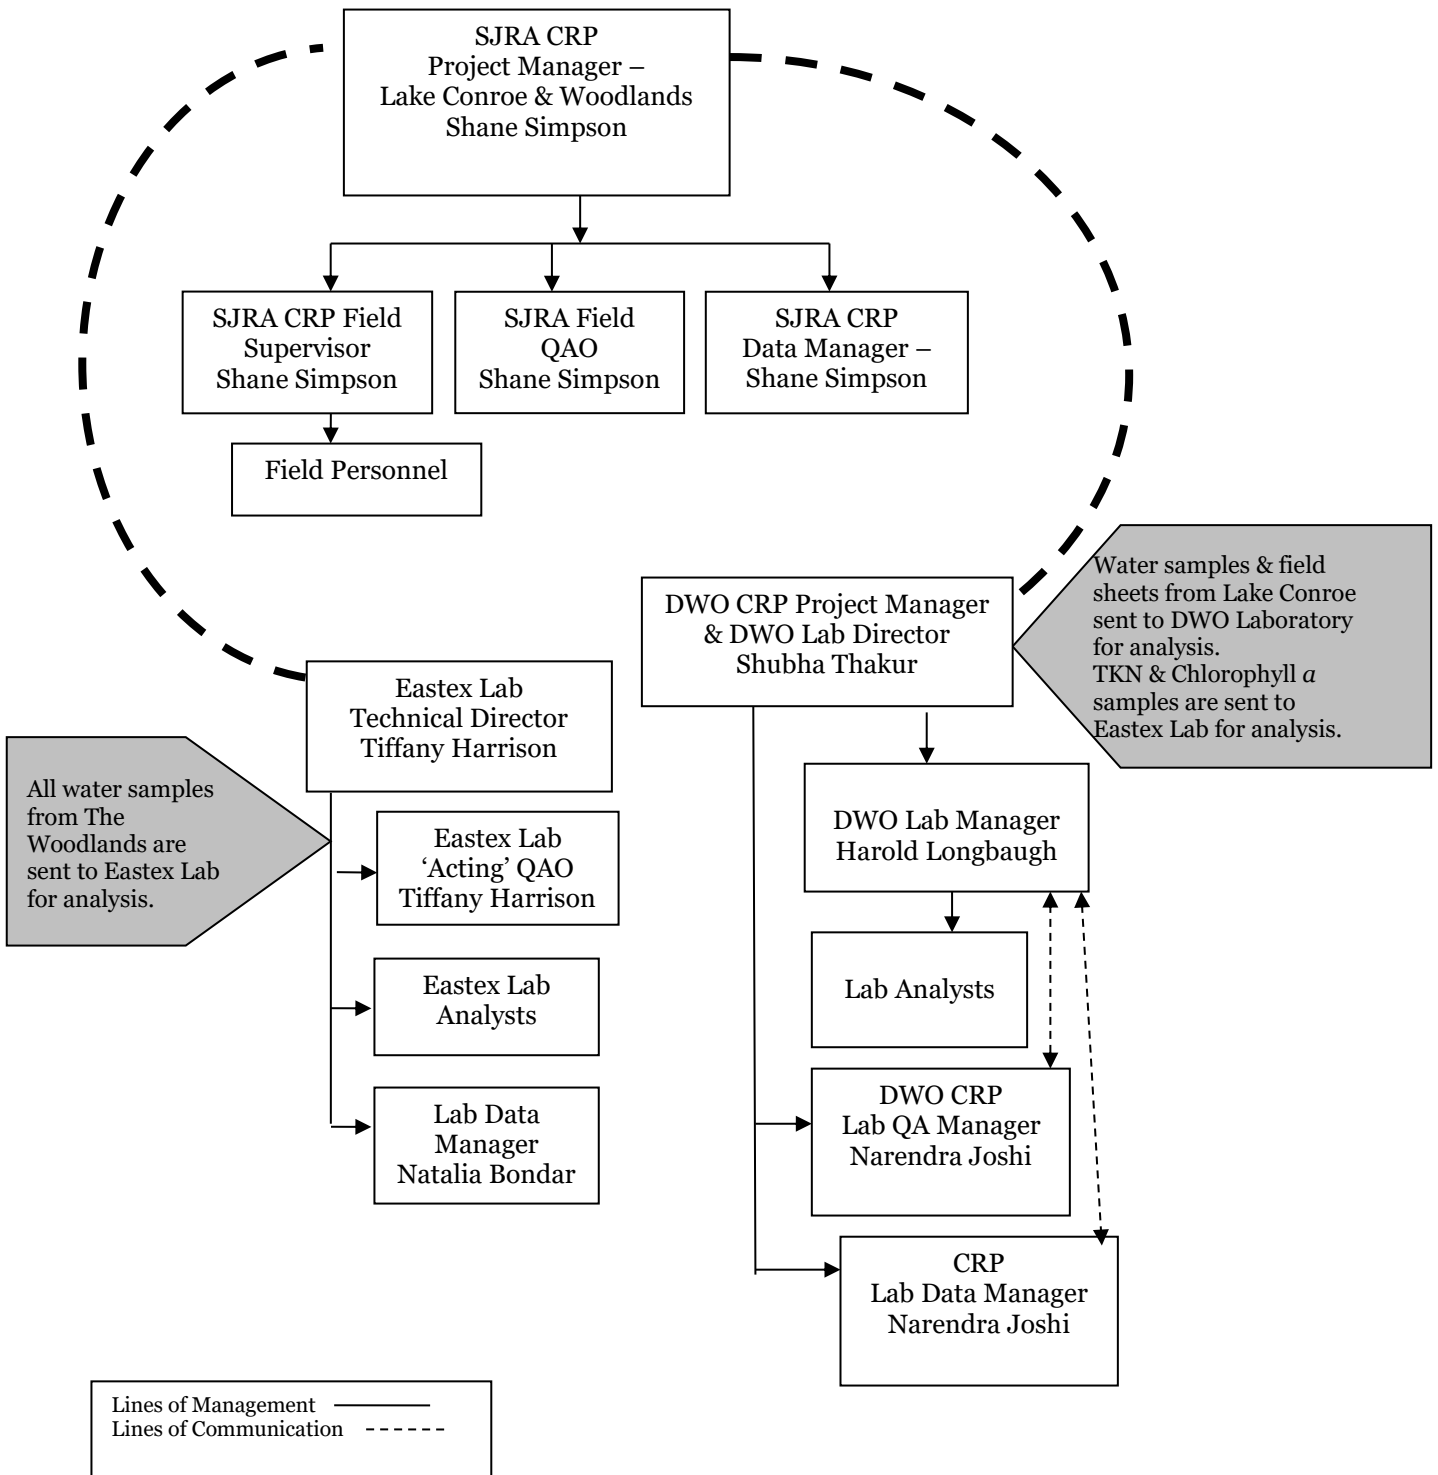 SJRA CRP
Project Manager –
Lake Conroe & Woodlands
Shane Simpson
SJRA CRP Field
Supervisor
Shane Simpson
SJRA Field
QAO
Shane Simpson
SJRA CRP
Data Manager –
Shane Simpson
Field Personnel
Water samples & field
sheets from Lake Conroe
sent to DWO Laboratory
for analysis.
TKN & Chlorophyll a
samples are sent to
Eastex Lab for analysis.
DWO CRP Project Manager
& DWO Lab Director
Shubha Thakur
Eastex Lab
Technical Director
Tiffany Harrison
All water samples
from The
Woodlands are
sent to Eastex Lab
for analysis.
Eastex Lab
‘Acting’ QAO
Tiffany Harrison
Eastex Lab
Analysts
Lab Data
Manager
Natalia Bondar
DWO Lab Manager
Harold Longbaugh
Lab Analysts
DWO CRP
Lab QA Manager
Narendra Joshi
CRP
Lab Data Manager
Narendra Joshi
Lines of Management
Lines of Communication